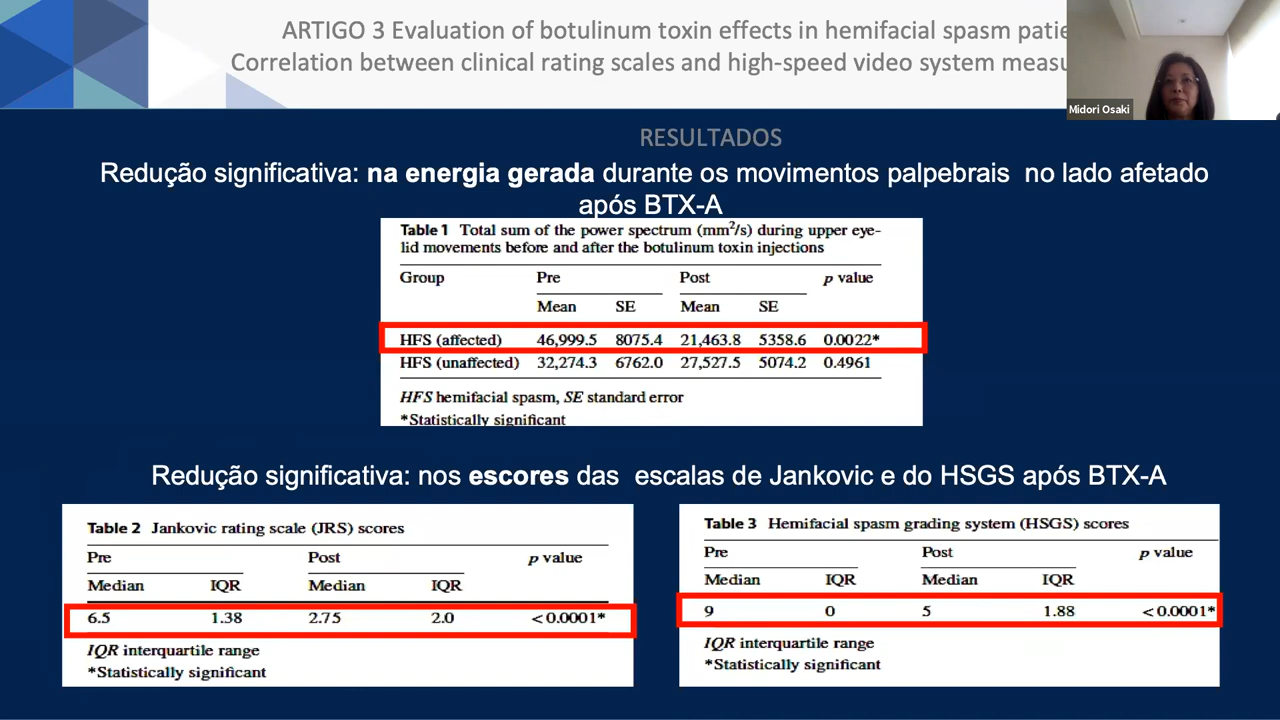 ARTIGO 3 Evaluation of botulinum toxin effects in hemifacial spasm patie
Correlation between clinical rating scales and high-speed video system measu
Midori Osaki
RESULTADOS
Redução significativa: na energia gerada durante os movimentos palpebrais no lado afetado
após BTX-A
Table 1 Total sum of the power spectrum (mm²/s) during upper eye-
lid movements before and after the botulinum toxin injections
Group Pre Post p value
Mean SE Mean SE
HFS (affected) 46,999.5 8075.4 21,463.8 5358.6 0.0022*
HFS (unaffected) 32,274.3 6762.0 27,527.5 5074.2 0.4961
HFS hemifacial spasm, SE standard error
*Statistically significant
Redução significativa: nos escores das escalas de Jankovic e do HSGS após BTX-A
Table 2 Jankovic rating scale (JRS) scores
Pre Post p value
Median IQR Median IQR
6.5 1.38 2.75 2.0 <0.0001*
IQR interquartile range
*Statistically significant
Table 3 Hemifacial spasm grading system (HSGS) scores
Pre Post p value
Median IQR Median IQR
9 0 5 1.88 <0.0001*
IQR interquartile range
*Statistically significant